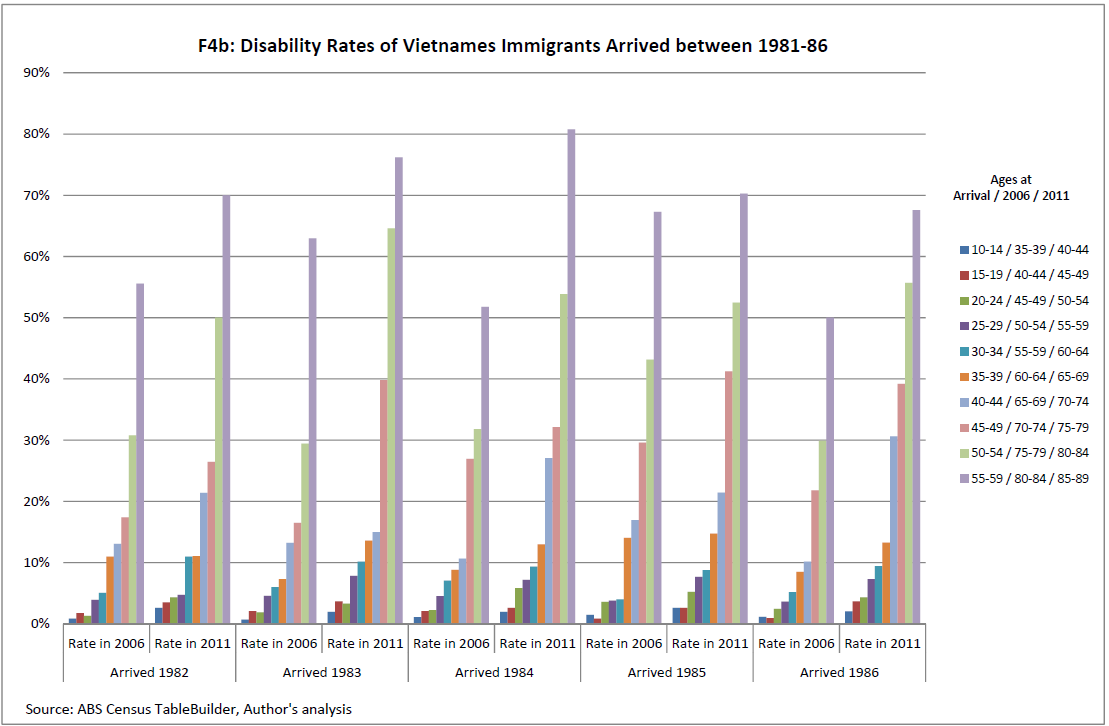 F4b: Disability Rates of Vietnames Immigrants Arrived between 1981-86
90%
80%
70%
60%
50%
40%
30%
20%
10%
0%
Rate in 2006 Rate in 2011 Rate in 2006 Rate in 2011 Rate in 2006 Rate in 2011 Rate in 2006 Rate in 2011 Rate in 2006 Rate in 2011
Arrived 1982 Arrived 1983 Arrived 1984 Arrived 1985 Arrived 1986
Ages at
Arrival / 2006 / 2011
10-14 / 35-39 / 40-44
15-19 / 40-44 / 45-49
20-24 / 45-49 / 50-54
25-29 / 50-54 / 55-59
30-34 / 55-59 / 60-64
35-39 / 60-64 / 65-69
40-44 / 65-69 / 70-74
45-49 / 70-74 / 75-79
50-54 / 75-79 / 80-84
55-59 / 80-84 / 85-89
Source: ABS Census TableBuilder, Author's analysis